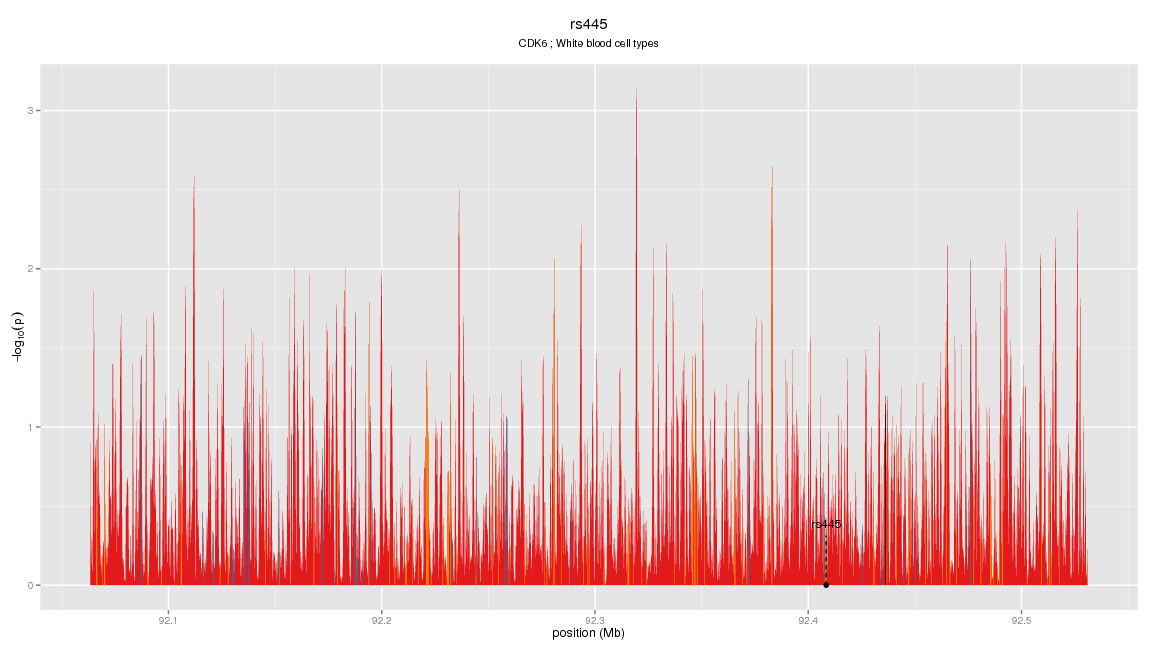 rs445
CDK6 ; White blood cell types
3
2
1
0
−log10(p)
rs445
92.1
92.2
92.3
92.4
92.5
position (Mb)